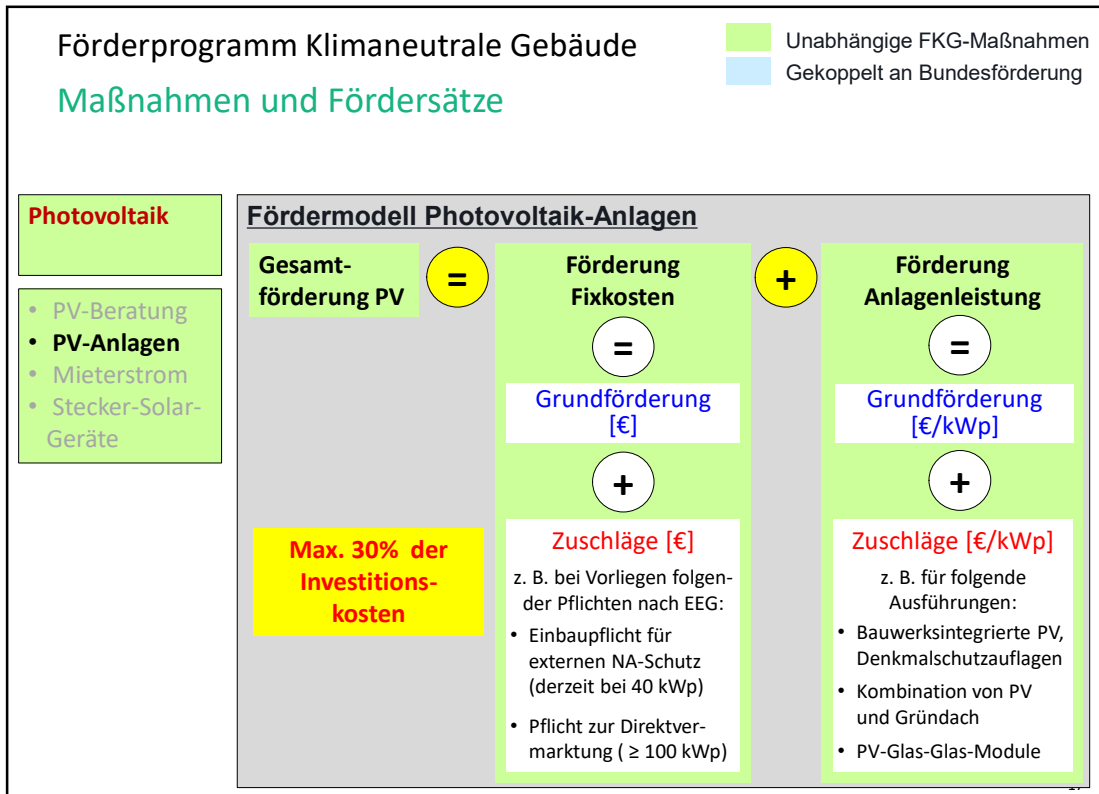 Förderprogramm Klimaneutrale Gebäude
Maßnahmen und Fördersätze
Unabhängige FKG-Maßnahmen
Gekoppelt an Bundesförderung
Photovoltaik
• PV-Beratung
• PV-Anlagen
• Mieterstrom
• Stecker-Solar-
Geräte
Fördermodell Photovoltaik-Anlagen
Gesamt-
förderung PV
=
Förderung
Fixkosten
=
Grundförderung
[€]
+
Zuschläge [€]
z. B. bei Vorliegen folgen-
der Pflichten nach EEG:
• Einbaupflicht für
externen NA-Schutz
(derzeit bei 40 kWp)
• Pflicht zur Direktver-
marktung ( ≥ 100 kWp)
+
Förderung
Anlagenleistung
=
Grundförderung
[€/kWp]
+
Zuschläge [€/kWp]
z. B. für folgende
Ausführungen:
• Bauwerksintegrierte PV,
Denkmalschutzauflagen
• Kombination von PV
und Gründach
• PV-Glas-Glas-Module
Max. 30% der
Investitions-
kosten